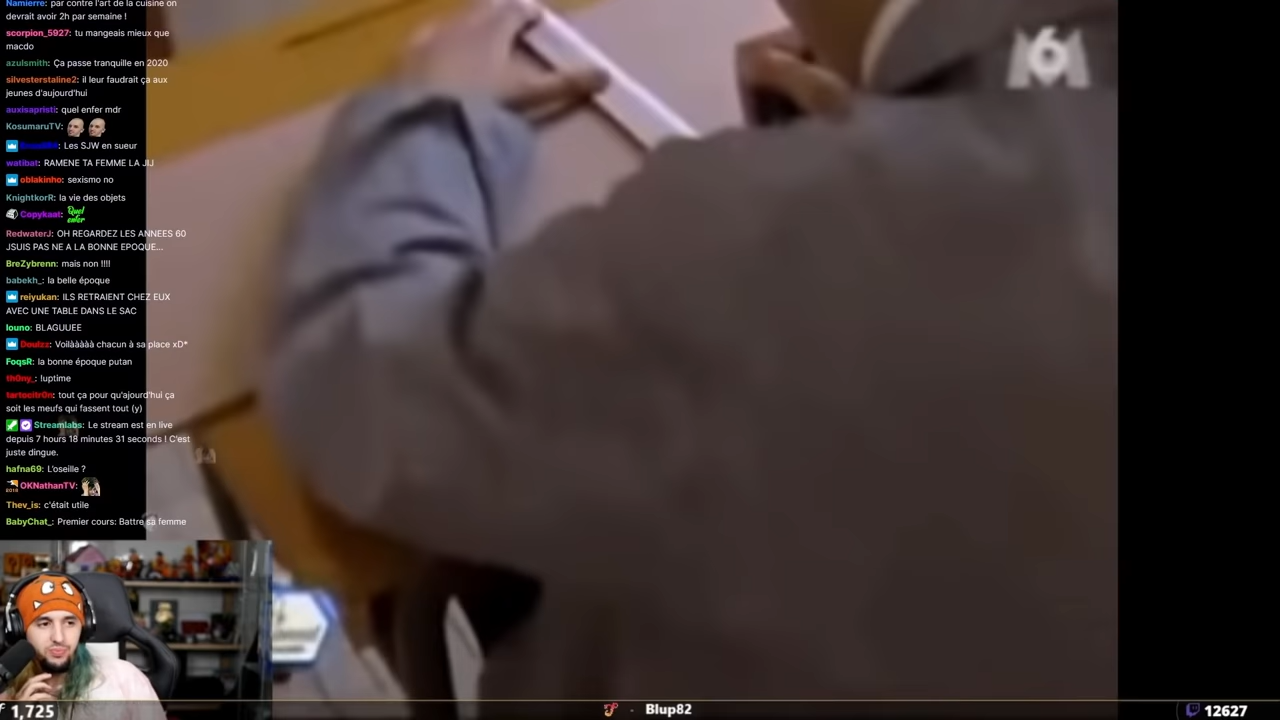 Namierre: par contre l'art de la cuisine on
devrait avoir 2h par semaine !
scorpion_5927: tu mangeais mieux que
macdo
azulsmith: Ça passe tranquille en 2020
silvesterstaline2: il leur faudrait ça aux
jeunes d'aujourd'hui
auxisapristi: quel enfer mdr
KosumaruTV:
Les SJW en sueur
watibat: RAMENE TA FEMME LA JIJ
oblakinho: sexismo no
KnightkorR: la vie des objets
Copykaal: Quel enfer
RedwaterJ: OH REGARDEZ LES ANNEES 60
JSUIS PAS NE A LA BONNE EPOQUE...
BreZybrenn: mais non !!!!
babekh_: la belle époque
reiyukan: ILS RETRAIENT CHEZ EUX
AVEC UNE TABLE DANS LE SAC
louno: BLAGUUEE
Doulzz: Voilààààà chacun à sa place xD*
FoqsR: la bonne époque putan
th0ny_: !uptime
tartocitr0n: tout ça pour qu'ajourd'hui ça
soit les meufs qui fassent tout (y)
Streamlabs: Le stream est en live
depuis 7 hours 18 minutes 31 seconds ! C'est
juste dingue.
hafna69: L'oseille ?
OKNathanTV:
Thev_is: c'était utile
BabyChat_: Premier cours: Battre sa femme
M6
1,725
- Blup82
12627